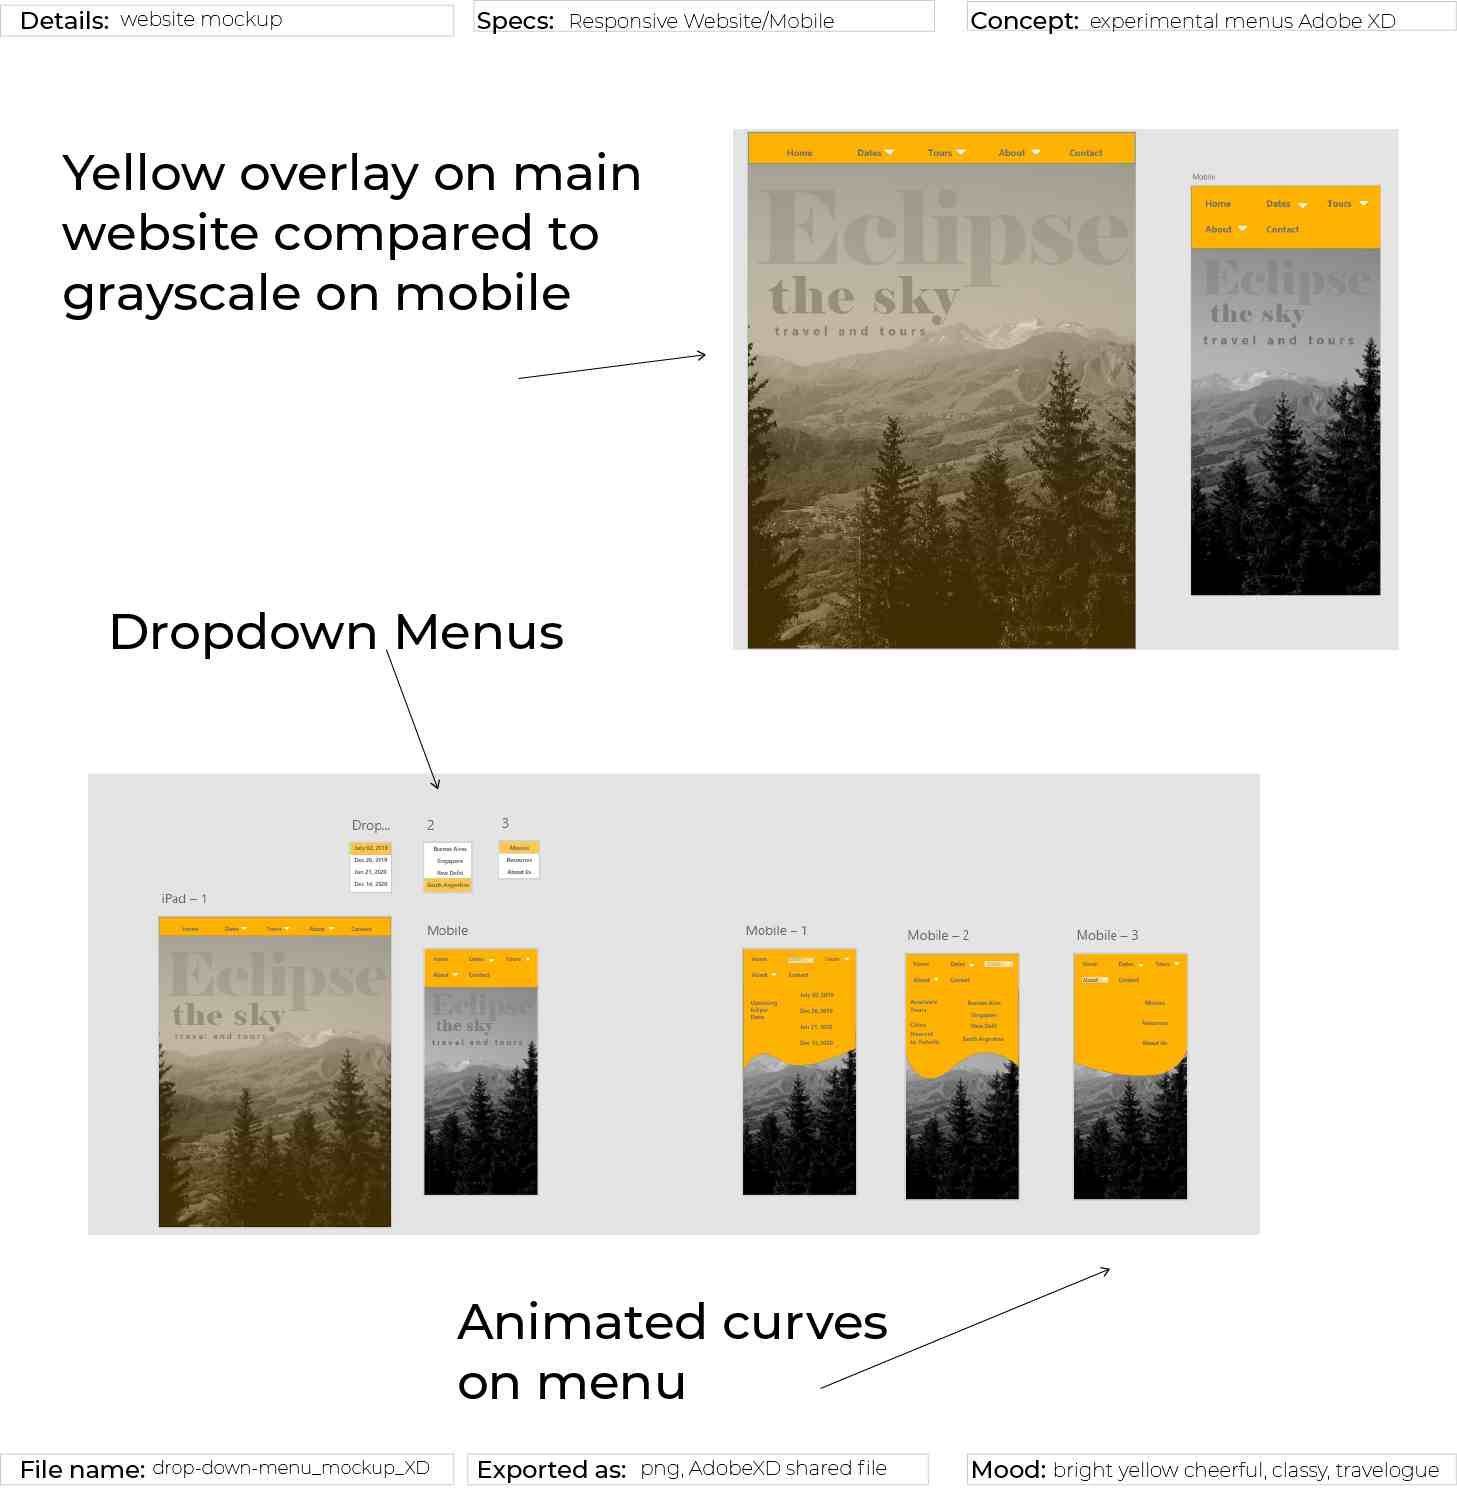 Details: website mockup
Specs: Responsive Website/Mobile
Concept: experimental menus Adobe XD
Yellow overlay on main
website compared to
grayscale on mobile
Home Dates Tours About Contact
Eclipse
the sky
travel and tours
Mobile
Home Dates Tours
About Contact
Eclipse
the sky
travel and tours
Dropdown Menus
Drop...
July 02, 2019
Dec 26, 2019
Jun 21, 2020
Dec 14, 2020
2
Buenos Aires
Singapore
New Delhi
South Argentina
3
Movies
Resources
About Us
iPad – 1
Home Dates Tours About Contact
Eclipse
the sky
travel and tours
Mobile
Home Dates Tours
About Contact
Eclipse
the sky
travel and tours
Mobile – 1
Home Tours
About Contact
Upcoming
Eclipse
Dates
July 02, 2019
Dec 26, 2019
Jun 21, 2020
Dec 14, 2020
Mobile – 2
Home Dates
About Contact
Available
Tours
Cities
Nearest
to Totality
Buenos Aires
Singapore
New Delhi
South Argentina
Mobile – 3
Home Dates Tours
About Contact
Movies
Resources
About Us
Animated curves
on menu
File name: drop-down-menu_mockup_XD
Exported as: png, AdobeXD shared file
Mood: bright yellow cheerful, classy, travelogue